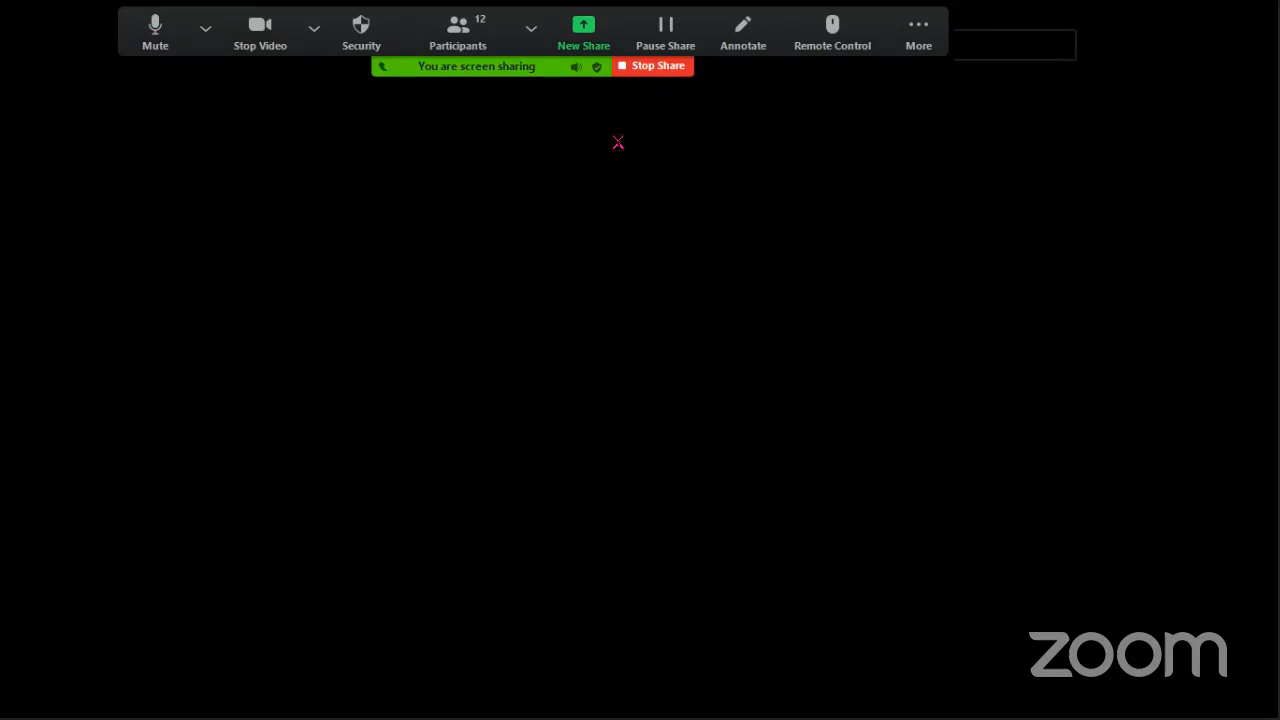 12
Mute
Stop Video
Security
Participants
New Share
Pause Share
Annotate
Remote Control
More
You are screen sharing
Stop Share
zoom